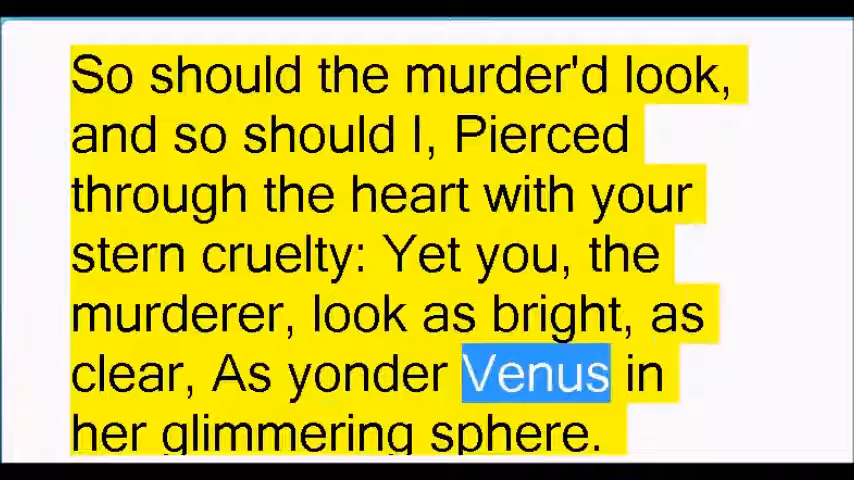 So should the murder'd look,
and so should I, Pierced
through the heart with your
stern cruelty: Yet you, the
murderer, look as bright, as
clear, As yonder Venus in
her glimmering sphere.